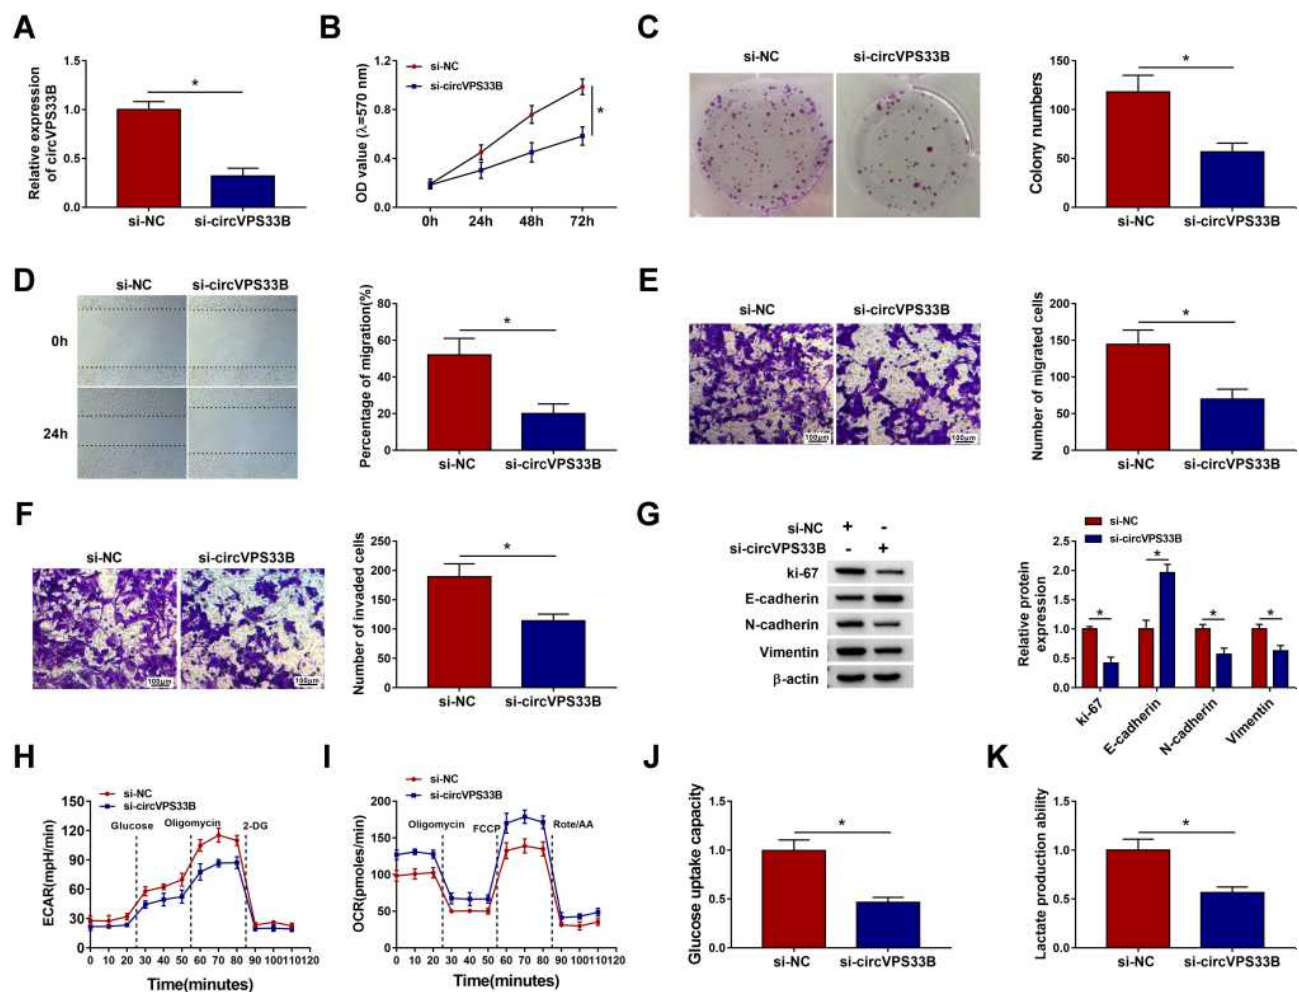 A
Relative expression
of circVPS33B
1.5
1.0
0.5
0.0
*
si-NC
si-circVPS33B
B
si-NC
si-circVPS33B
OD value (λ=570 nm)
1.2
0.8
0.4
0.0
*
0h
24h
48h
72h
C
si-NC
si-circVPS33B
Colony numbers
150
100
50
0
*
si-NC
si-circVPS33B
D
si-NC
si-circVPS33B
0h
24h
Percentage of migration(%)
80
60
40
20
0
*
si-NC
si-circVPS33B
E
si-NC
si-circVPS33B
100μm
100μm
Number of migrated cells
200
150
100
50
0
*
si-NC
si-circVPS33B
F
si-NC
si-circVPS33B
100μm
100μm
Number of invaded cells
250
200
150
100
50
0
*
si-NC
si-circVPS33B
G
si-NC + -
si-circVPS33B - +
ki-67
E-cadherin
N-cadherin
Vimentin
β-actin
si-NC
si-circVPS33B
Relative protein
expression
2.5
2.0
1.5
1.0
0.5
0.0
*
*
*
*
ki-67
E-cadherin
N-cadherin
Vimentin
H
si-NC
si-circVPS33B
ECAR(mpH/min)
150
120
90
60
30
0
Glucose
Oligomycin
2-DG
0 10 20 30 40 50 60 70 80 90 100 110 120
Time(minutes)
I
si-NC
si-circVPS33B
OCR(pmoles/min)
200
150
100
50
0
Oligomycin
FCCP
Rote/AA
0 10 20 30 40 50 60 70 80 90 100 110 120
Time(minutes)
J
Glucose uptake capacity
1.5
1.0
0.5
0.0
*
si-NC
si-circVPS33B
K
Lactate production ability
1.5
1.0
0.5
0.0
*
si-NC
si-circVPS33B